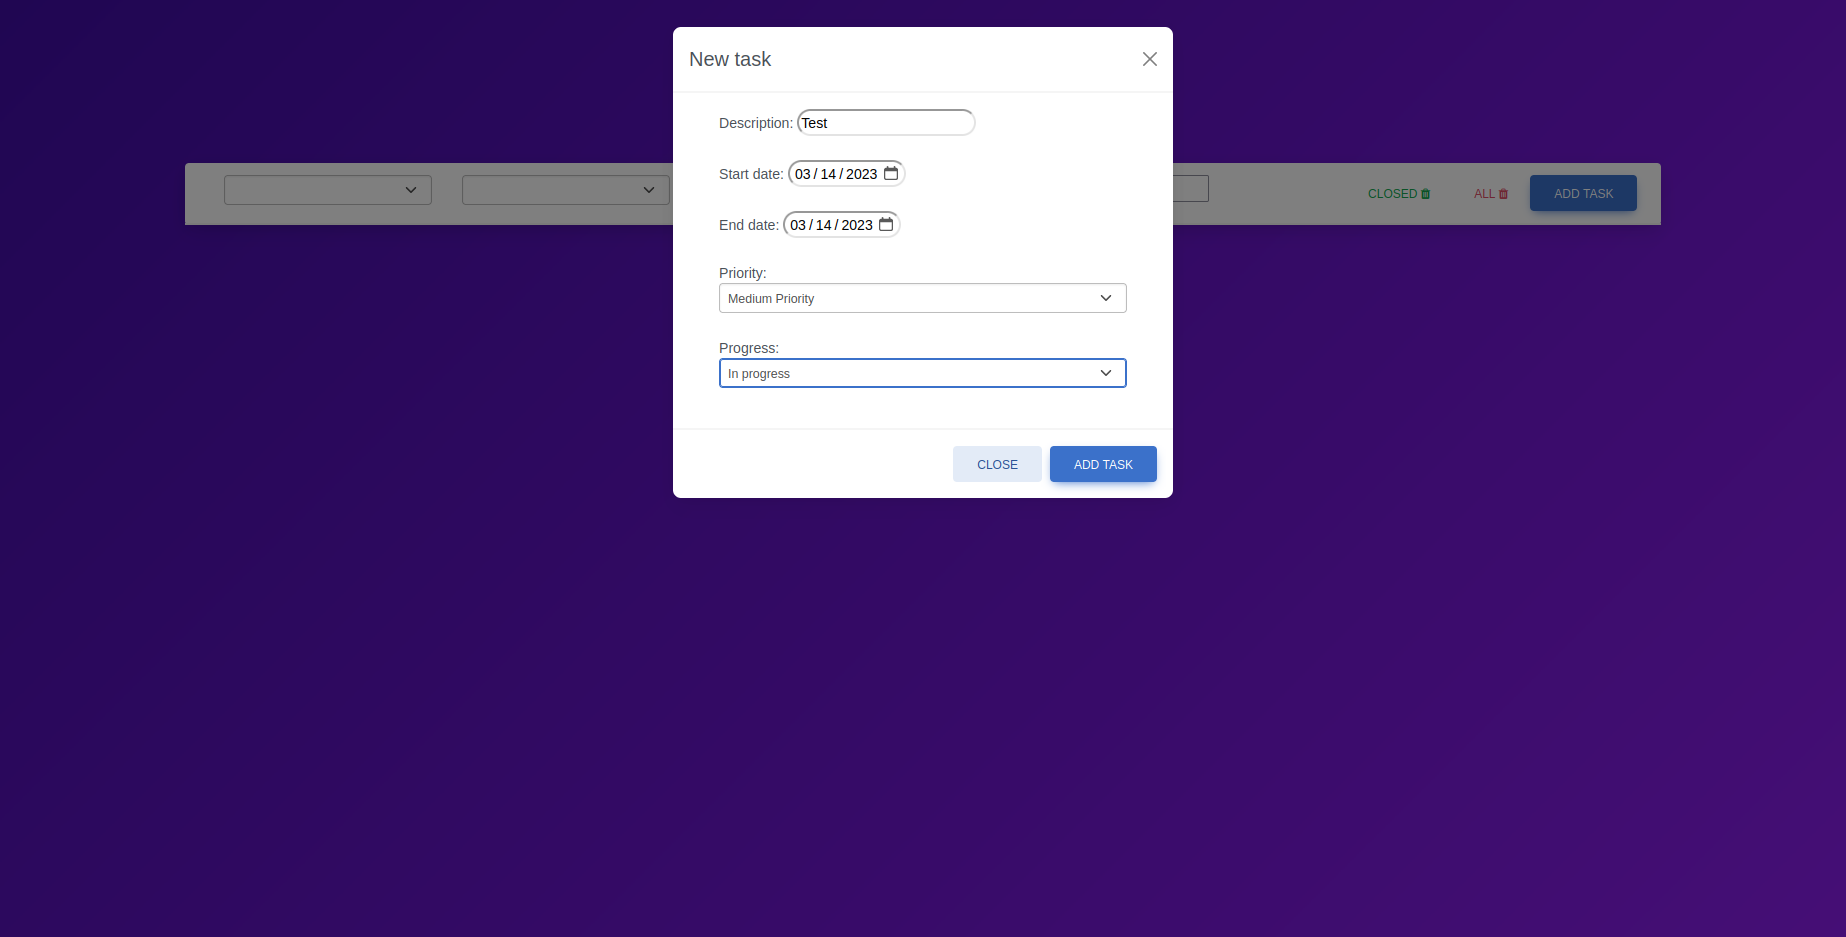 New task
Description: Test
Start date: 03/14/2023
End date: 03/14/2023
Priority:
Medium Priority
Progress:
In progress
CLOSE ADD TASK
CLOSED ALL ADD TASK